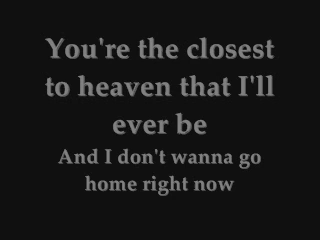 You're the closest
to heaven that I'll
ever be
And I don't wanna go
home right now